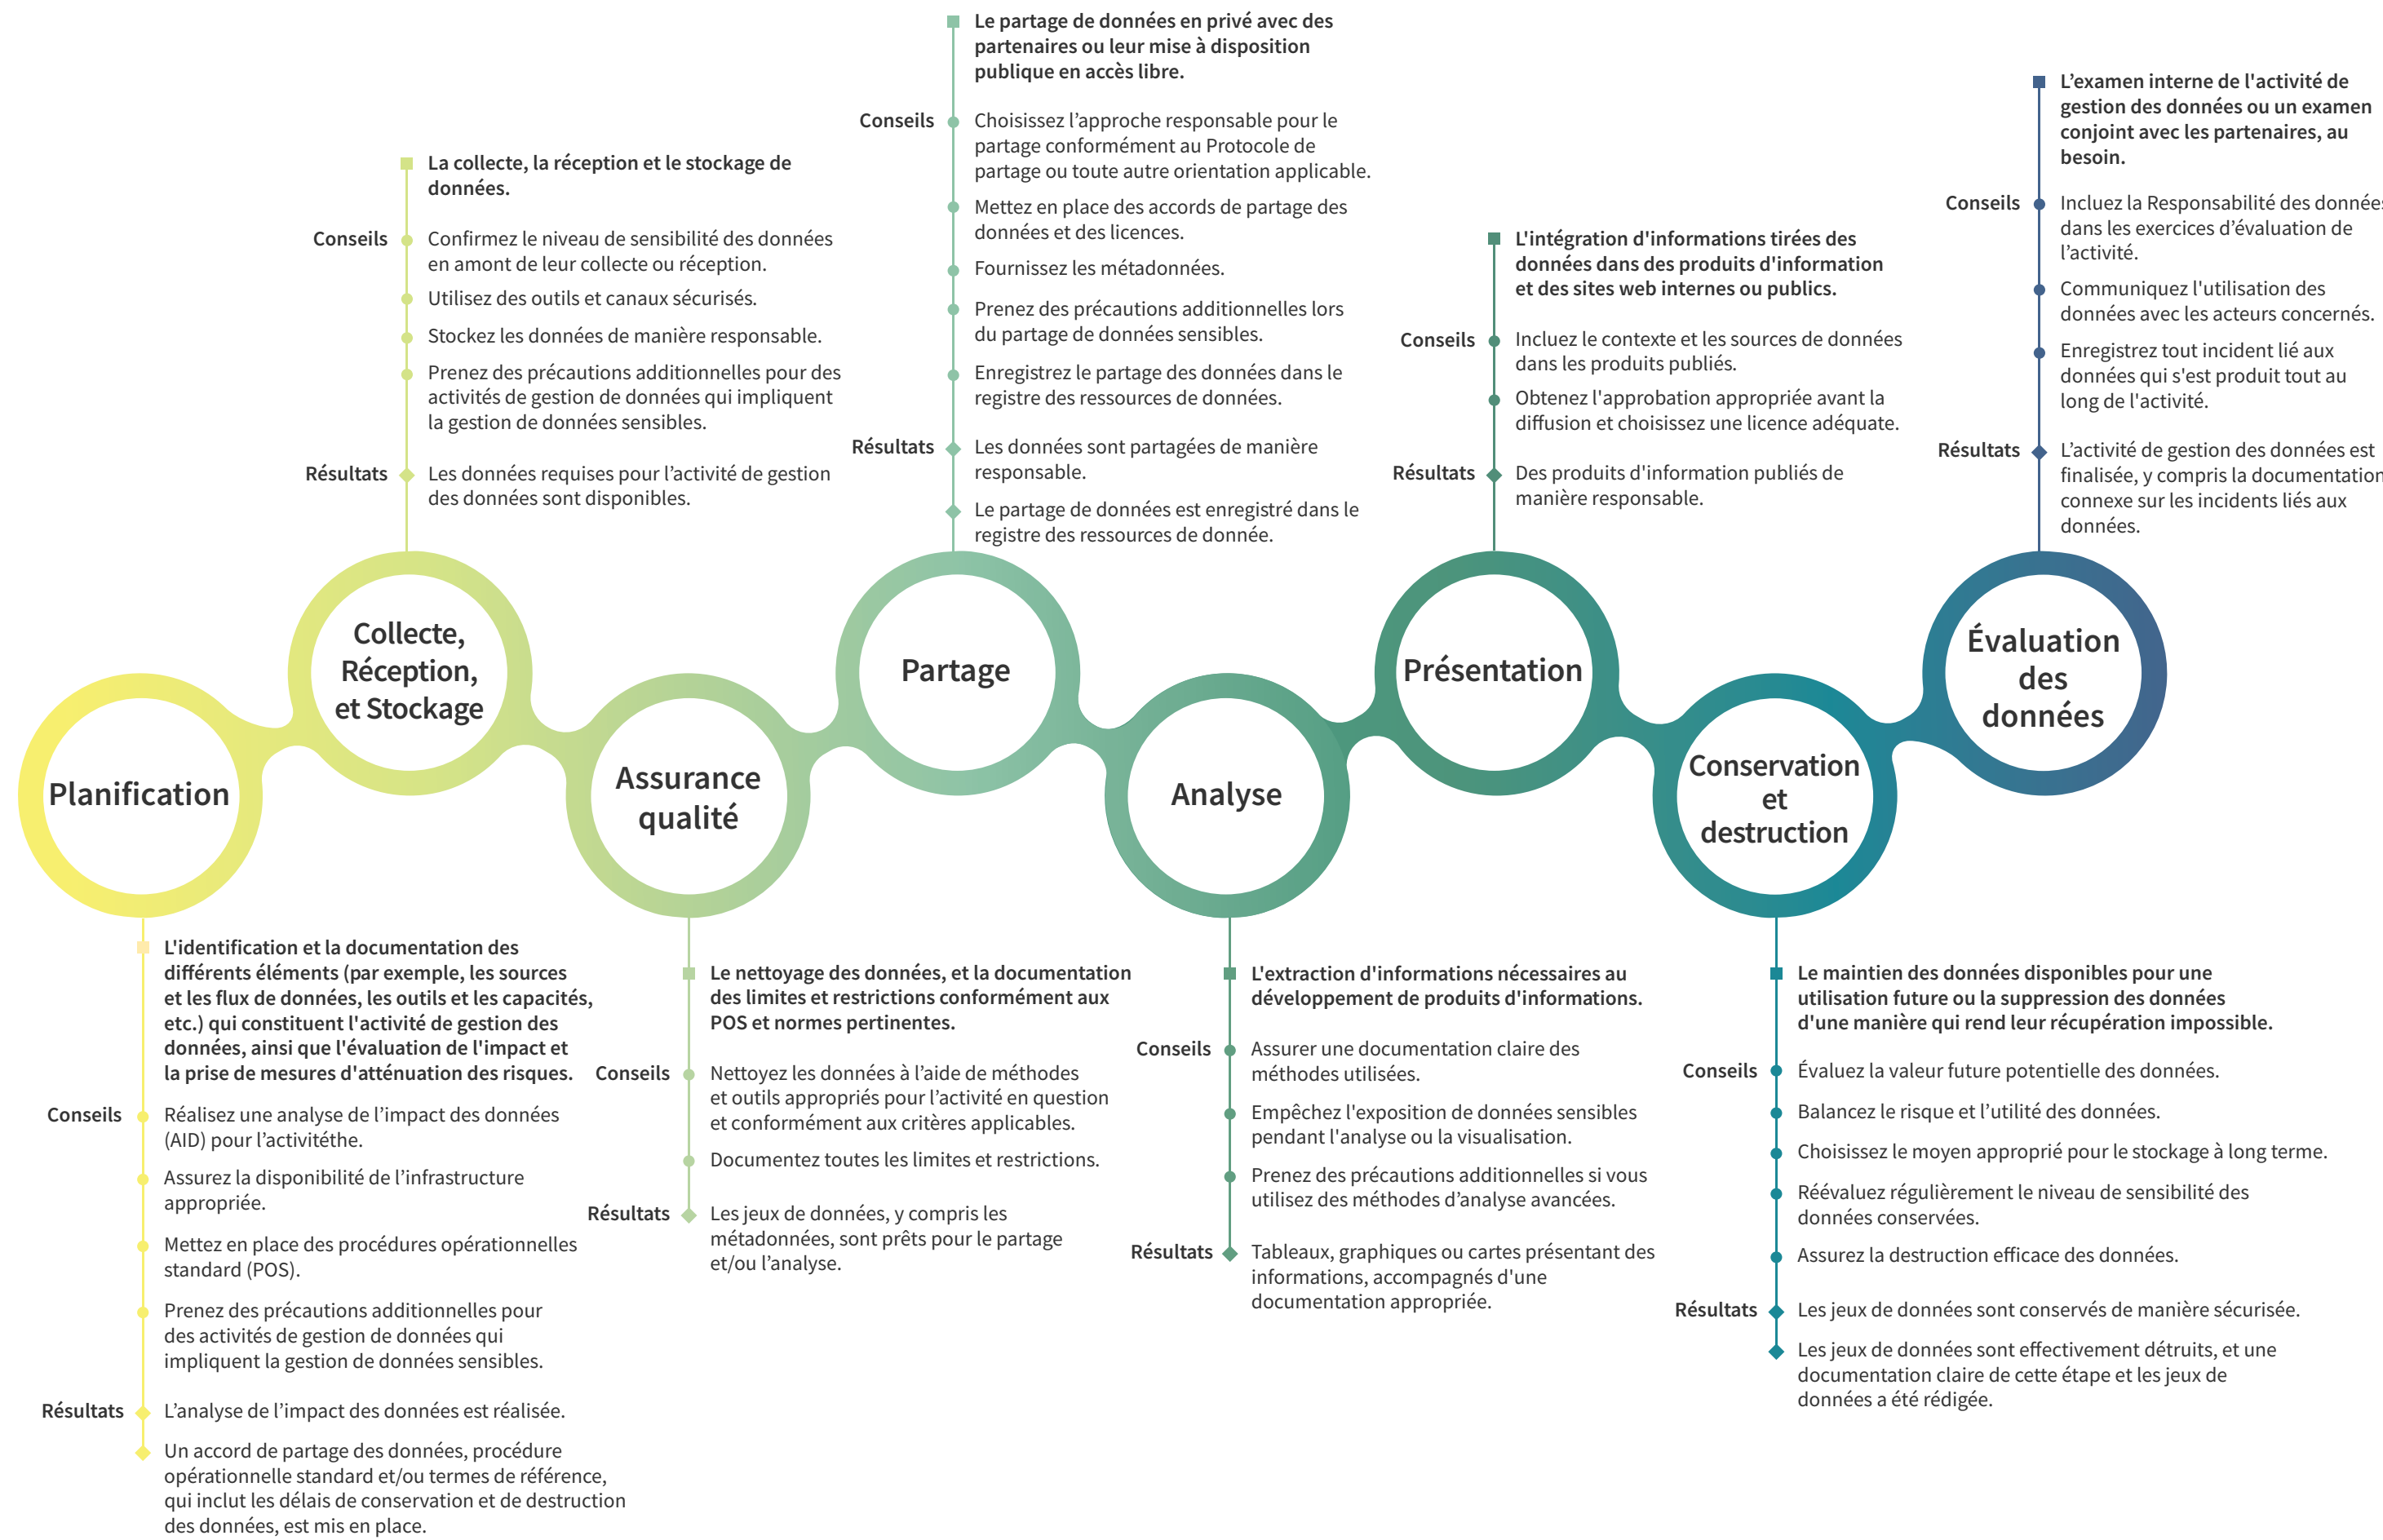 Planification
L'identification et la documentation des
différents éléments (par exemple, les sources
et les flux de données, les outils et les capacités,
etc.) qui constituent l'activité de gestion des
données, ainsi que l'évaluation de l'impact et
la prise de mesures d'atténuation des risques.
Conseils
Réalisez une analyse de l’impact des données
(AID) pour l’activitéthe.
Assurez la disponibilité de l’infrastructure
appropriée.
Mettez en place des procédures opérationnelles
standard (POS).
Prenez des précautions additionnelles pour
des activités de gestion de données qui
impliquent la gestion de données sensibles.
Résultats
L’analyse de l’impact des données est réalisée.
Un accord de partage des données, procédure
opérationnelle standard et/ou termes de référence,
qui inclut les délais de conservation et de destruction
des données, est mis en place.
La collecte, la réception et le stockage de
données.
Conseils
Confirmez le niveau de sensibilité des données
en amont de leur collecte ou réception.
Utilisez des outils et canaux sécurisés.
Stockez les données de manière responsable.
Prenez des précautions additionnelles pour des
activités de gestion de données qui impliquent
la gestion de données sensibles.
Résultats
Les données requises pour l’activité de gestion
des données sont disponibles.
Collecte,
Réception,
et Stockage
Assurance
qualité
Le nettoyage des données, et la documentation
des limites et restrictions conformément aux
POS et normes pertinentes.
Conseils
Nettoyez les données à l’aide de méthodes
et outils appropriés pour l’activité en question
et conformément aux critères applicables.
Documentez toutes les limites et restrictions.
Résultats
Les jeux de données, y compris les
métadonnées, sont prêts pour le partage
et/ou l’analyse.
Le partage de données en privé avec des
partenaires ou leur mise à disposition
publique en accès libre.
Conseils
Choisissez l’approche responsable pour le
partage conformément au Protocole de
partage ou toute autre orientation applicable.
Mettez en place des accords de partage des
données et des licences.
Fournissez les métadonnées.
Prenez des précautions additionnelles lors
du partage de données sensibles.
Enregistrez le partage des données dans le
registre des ressources de données.
Résultats
Les données sont partagées de manière
responsable.
Le partage de données est enregistré dans le
registre des ressources de donnée.
Partage
Analyse
L'extraction d'informations nécessaires au
développement de produits d'informations.
Conseils
Assurer une documentation claire des
méthodes utilisées.
Empêchez l'exposition de données sensibles
pendant l'analyse ou la visualisation.
Prenez des précautions additionnelles si vous
utilisez des méthodes d’analyse avancées.
Résultats
Tableaux, graphiques ou cartes présentant des
informations, accompagnés d'une
documentation appropriée.
L'intégration d'informations tirées des
données dans des produits d'information
et des sites web internes ou publics.
Conseils
Incluez le contexte et les sources de données
dans les produits publiés.
Obtenez l'approbation appropriée avant la
diffusion et choisissez une licence adéquate.
Résultats
Des produits d'information publiés de
manière responsable.
Présentation
Conservation
et
destruction
Le maintien des données disponibles pour une
utilisation future ou la suppression des données
d'une manière qui rend leur récupération impossible.
Conseils
Évaluez la valeur future potentielle des données.
Balancez le risque et l’utilité des données.
Choisissez le moyen approprié pour le stockage à long terme.
Réévaluez régulièrement le niveau de sensibilité des
données conservées.
Assurez la destruction efficace des données.
Résultats
Les jeux de données sont conservés de manière sécurisée.
Les jeux de données sont effectivement détruits, et une
documentation claire de cette étape et les jeux de
données a été rédigée.
L’examen interne de l'activité de
gestion des données ou un examen
conjoint avec les partenaires, au
besoin.
Conseils
Incluez la Responsabilité des données
dans les exercices d’évaluation de
l’activité.
Communiquez l'utilisation des
données avec les acteurs concernés.
Enregistrez tout incident lié aux
données qui s'est produit tout au
long de l'activité.
Résultats
L’activité de gestion des données est
finalisée, y compris la documentation
connexe sur les incidents liés aux
données.
Évaluation
des
données